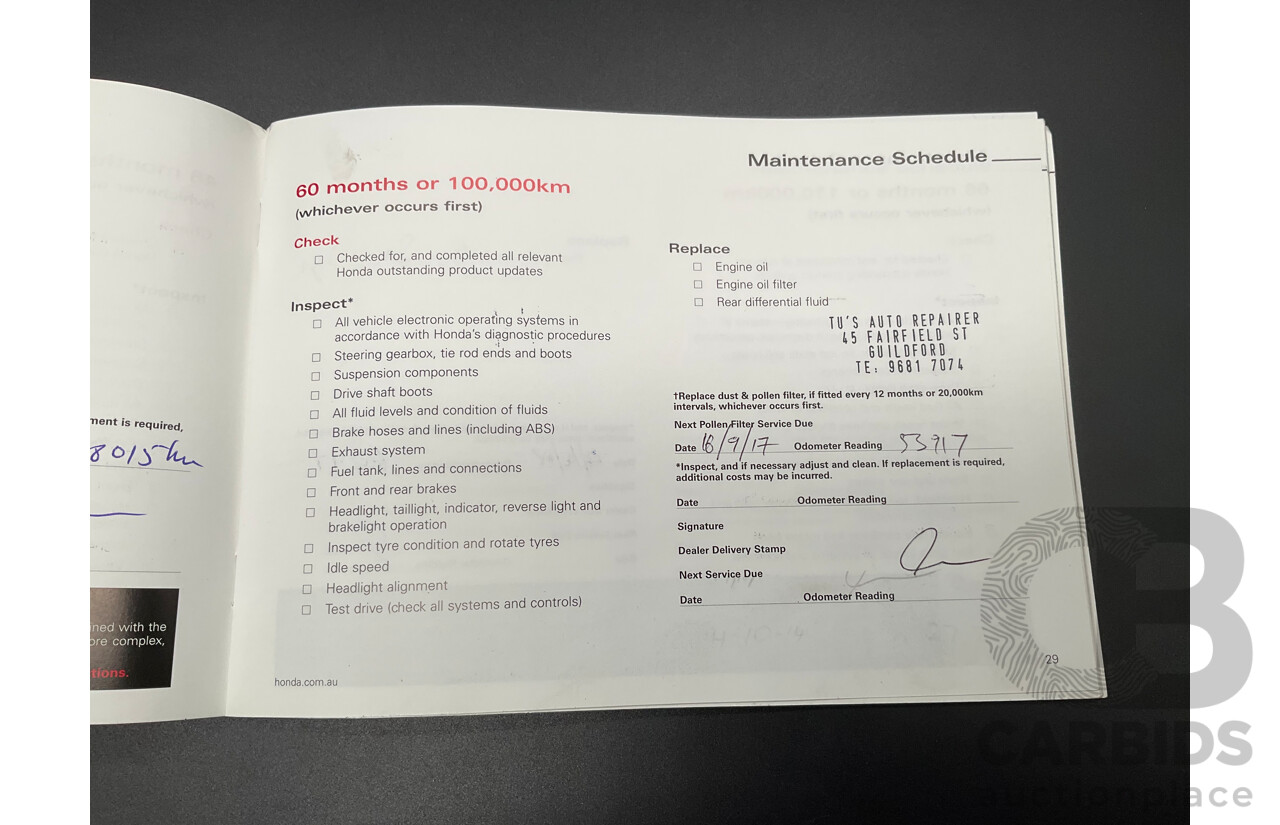 Maintenance Schedule
60 months or 100,000km
(whichever occurs first)
Check
☐ Checked for, and completed all relevant
Honda outstanding product updates
Inspect*
☐ All vehicle electronic operating systems in
accordance with Honda's diagnostic procedures
☐ Steering gearbox, tie rod ends and boots
☐ Suspension components
☐ Drive shaft boots
☐ All fluid levels and condition of fluids
☐ Brake hoses and lines (including ABS)
☐ Exhaust system
☐ Fuel tank, lines and connections
☐ Front and rear brakes
☐ Headlight, taillight, indicator, reverse light and
brakelight operation
☐ Inspect tyre condition and rotate tyres
☐ Idle speed
☐ Headlight alignment
☐ Test drive (check all systems and controls)
honda.com.au
Replace
☐ Engine oil
☐ Engine oil filter
☐ Rear differential fluid
TU'S AUTO REPAIRER
45 FAIRFIELD ST
GUILDFORD
TE: 9681 7074
†Replace dust & pollen filter, if fitted every 12 months or 20,000km
intervals, whichever occurs first.
Next Pollen Filter Service Due
Date 16/9/17 Odometer Reading 53917
*Inspect, and if necessary adjust and clean. If replacement is required,
additional costs may be incurred.
Date Odometer Reading
Signature
Dealer Delivery Stamp
Next Service Due
Date Odometer Reading
29
ment is required,
8015km
ined with the
ore complex,
tions.
CB
CARBIDS
auctionplace